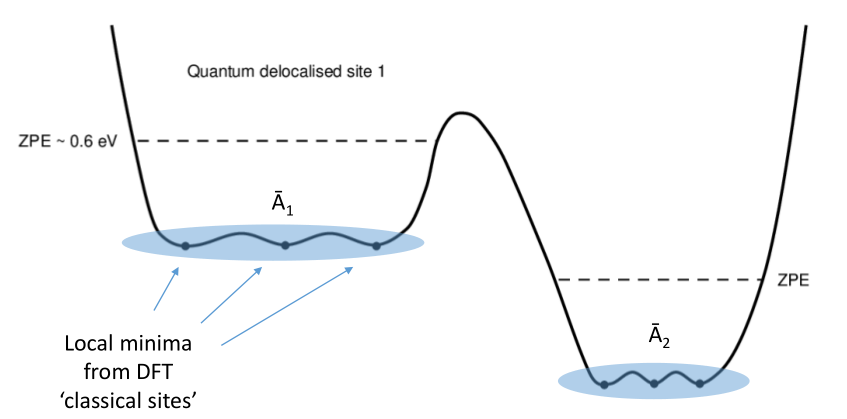 Quantum delocalised site 1
ZPE ~ 0.6 eV
Ā₁
ZPE
Ā₂
Local minima
from DFT
‘classical sites’